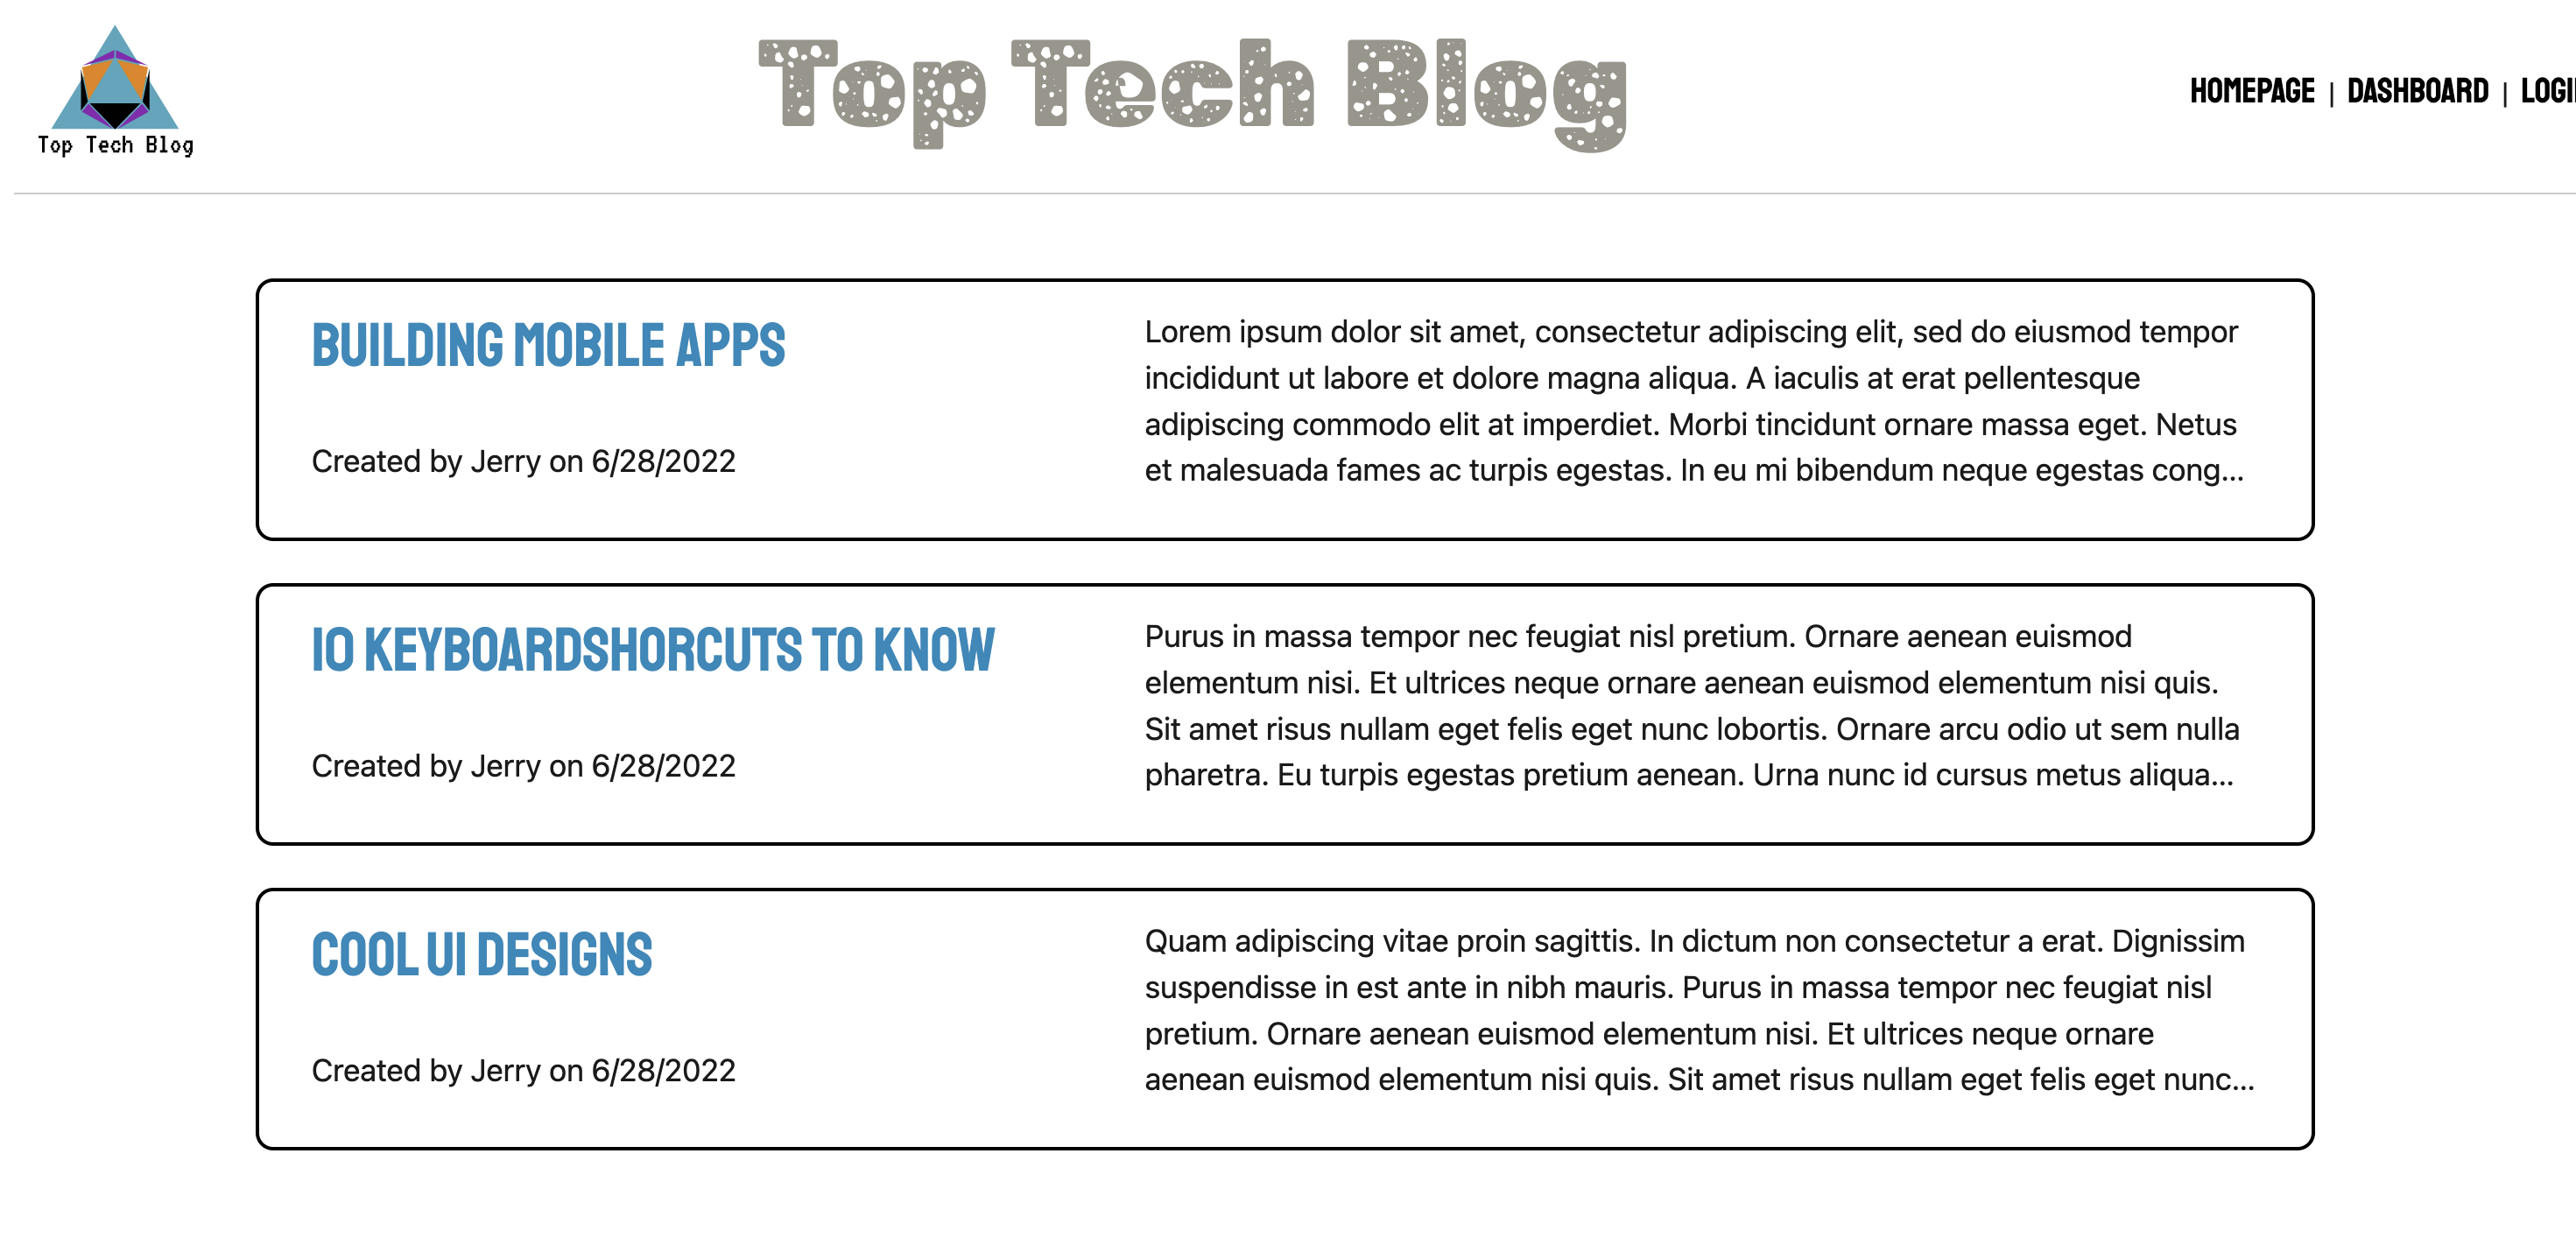 Top Tech Blog
Top Tech Blog
HOMEPAGE | DASHBOARD |
BUILDING MOBILE APPS
Created by Jerry on 6/28/2022
Lorem ipsum dolor sit amet, consectetur adipiscing elit, sed do eiusmod tempor
incididunt ut labore et dolore magna aliqua. A iaculis at erat pellentesque
adipiscing commodo elit at imperdiet. Morbi tincidunt ornare massa eget. Netus
et malesuada fames ac turpis egestas. In eu mi bibendum neque egestas cong...
10 KEYBOARDSHORCUTS TO KNOW
Created by Jerry on 6/28/2022
Purus in massa tempor nec feugiat nisl pretium. Ornare aenean euismod
elementum nisi. Et ultrices neque ornare aenean euismod elementum nisi quis.
Sit amet risus nullam eget felis eget nunc lobortis. Ornare arcu odio ut sem nulla
pharetra. Eu turpis egestas pretium aenean. Urna nunc id cursus metus aliqua...
COOL UI DESIGNS
Created by Jerry on 6/28/2022
Quam adipiscing vitae proin sagittis. In dictum non consectetur a erat. Dignissim
suspendisse in est ante in nibh mauris. Purus in massa tempor nec feugiat nisl
pretium. Ornare aenean euismod elementum nisi. Et ultrices neque ornare
aenean euismod elementum nisi quis. Sit amet risus nullam eget felis eget nunc...